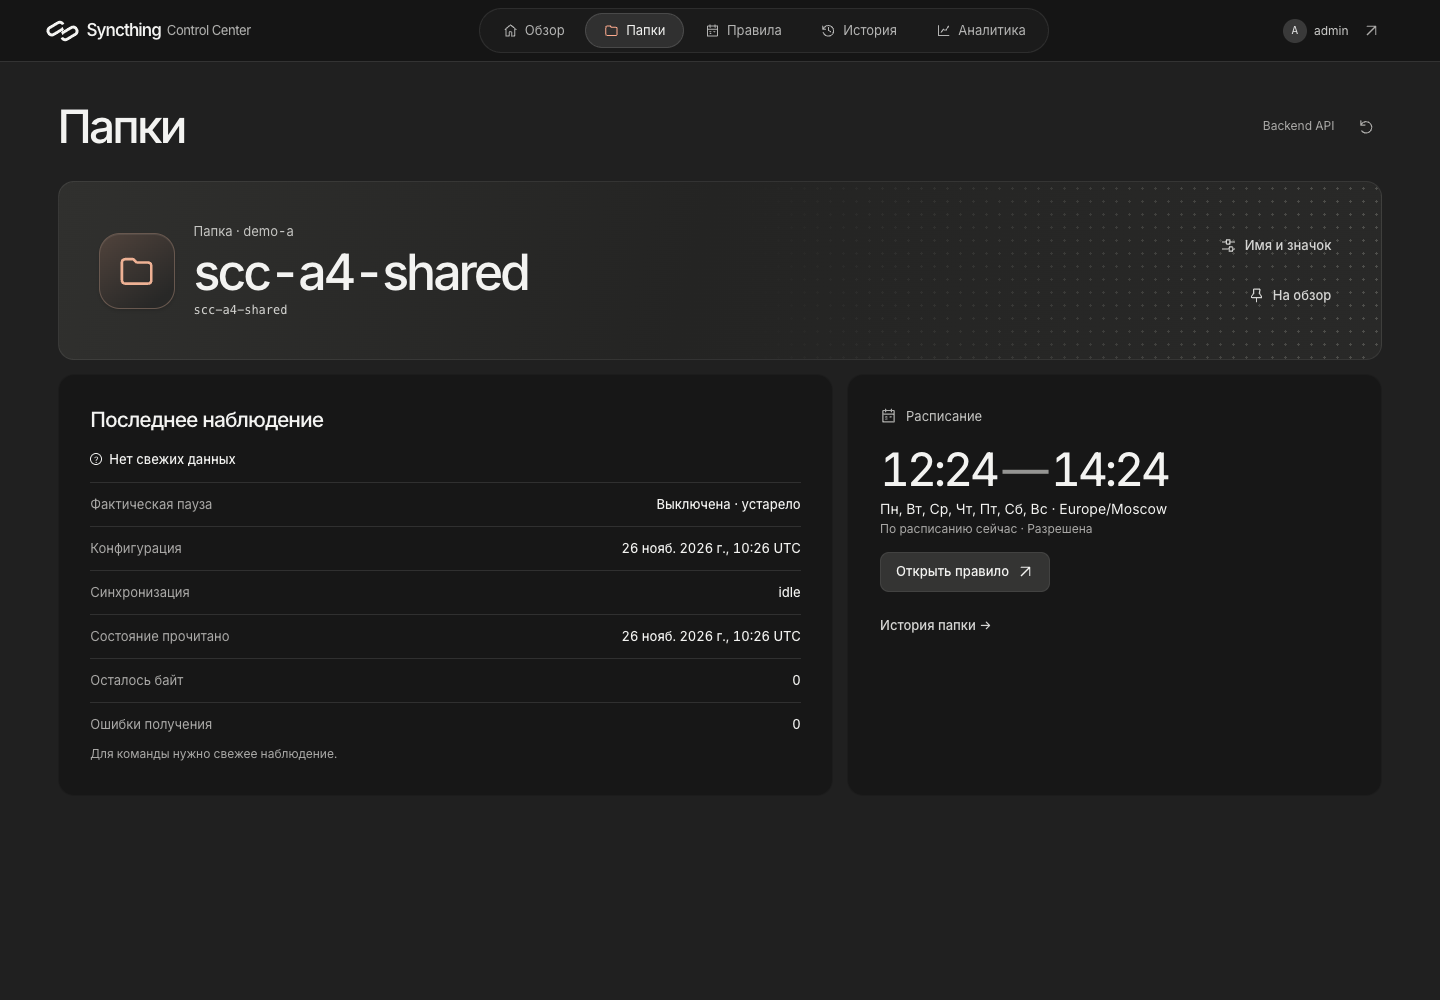 Syncthing Control Center
Обзор
Папки
Правила
История
Аналитика
A admin
Папки
Backend API
Папка · demo-a
scc-a4-shared
scc-a4-shared
Имя и значок
На обзор
Последнее наблюдение
Нет свежих данных
Фактическая пауза Выключена · устарело
Конфигурация 26 нояб. 2026 г., 10:26 UTC
Синхронизация idle
Состояние прочитано 26 нояб. 2026 г., 10:26 UTC
Осталось байт 0
Ошибки получения 0
Для команды нужно свежее наблюдение.
Расписание
12:24—14:24
Пн, Вт, Ср, Чт, Пт, Сб, Вс · Europe/Moscow
По расписанию сейчас · Разрешена
Открыть правило
История папки →